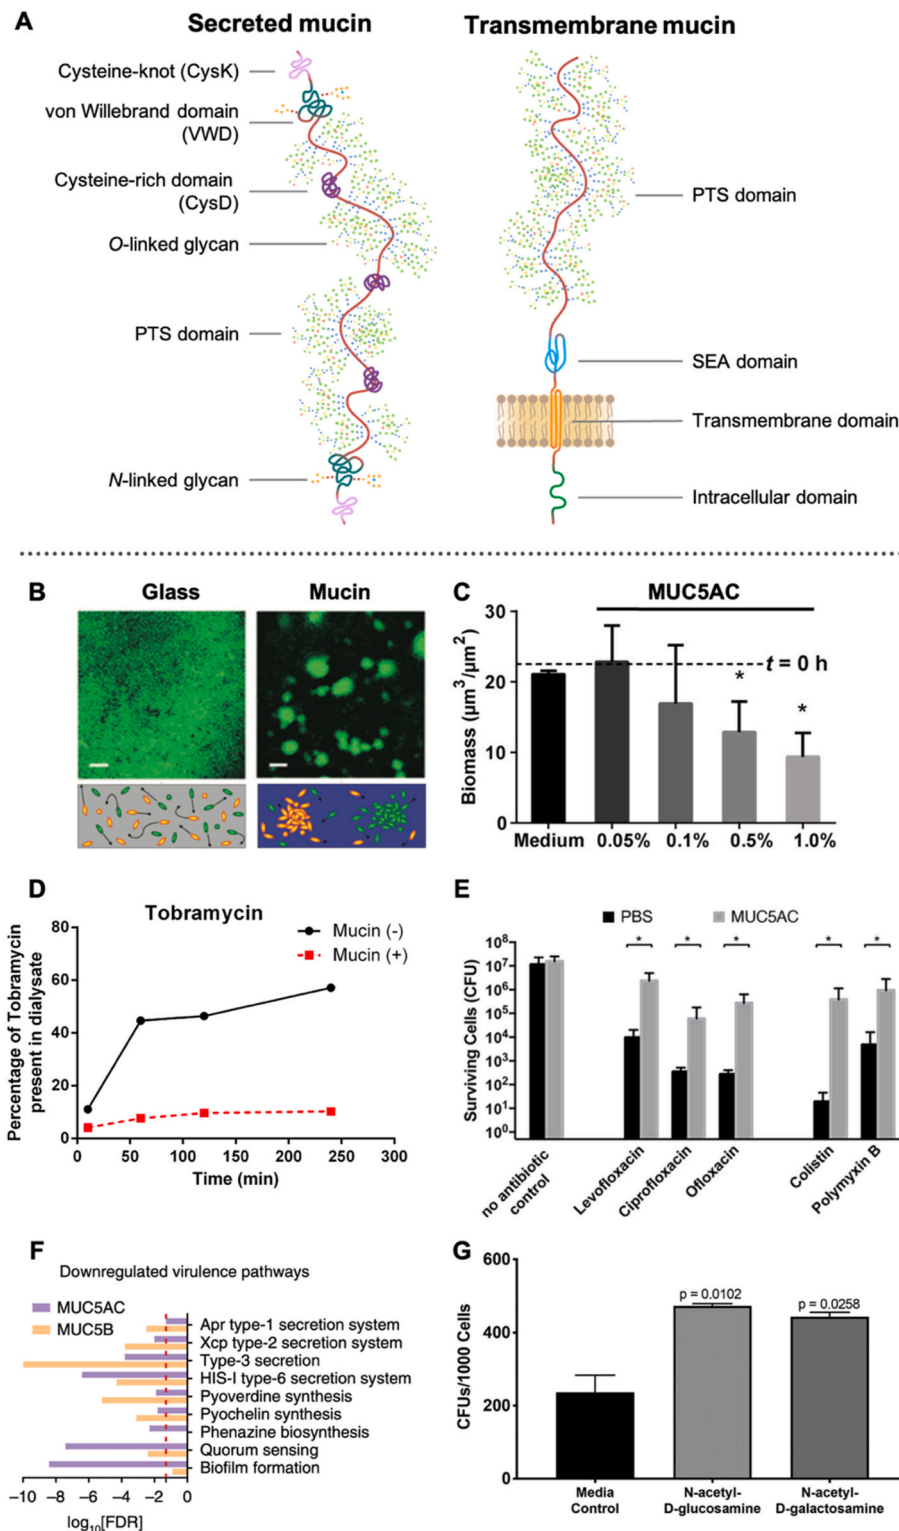 A
Secreted mucin
Transmembrane mucin
Cysteine-knot (CysK)
von Willebrand domain
(VWD)
Cysteine-rich domain
(CysD)
O-linked glycan
PTS domain
N-linked glycan
PTS domain
SEA domain
Transmembrane domain
Intracellular domain
B
Glass
Mucin
C
MUC5AC
Biomass (µm³/µm²)
30
20
10
0
t = 0 h
*
*
Medium
0.05%
0.1%
0.5%
1.0%
D
Tobramycin
Percentage of Tobramycin
present in dialysate
80
60
40
20
0
Mucin (-)
Mucin (+)
0
50
100
150
200
250
300
Time (min)
E
PBS
MUC5AC
Surviving Cells (CFU)
10⁸
10⁷
10⁶
10⁵
10⁴
10³
10²
10¹
10⁰
*
*
*
*
*
no antibiotic
control
Levofloxacin
Ciprofloxacin
Ofloxacin
Colistin
Polymyxin B
F
Downregulated virulence pathways
MUC5AC
MUC5B
Apr type-1 secretion system
Xcp type-2 secretion system
Type-3 secretion
HIS-I type-6 secretion system
Pyoverdine synthesis
Pyochelin synthesis
Phenazine biosynthesis
Quorum sensing
Biofilm formation
−10
−8
−6
−4
−2
0
log₁₀[FDR]
G
CFUs/1000 Cells
600
400
200
0
p = 0.0102
p = 0.0258
Media
Control
N-acetyl-
D-glucosamine
N-acetyl-
D-galactosamine